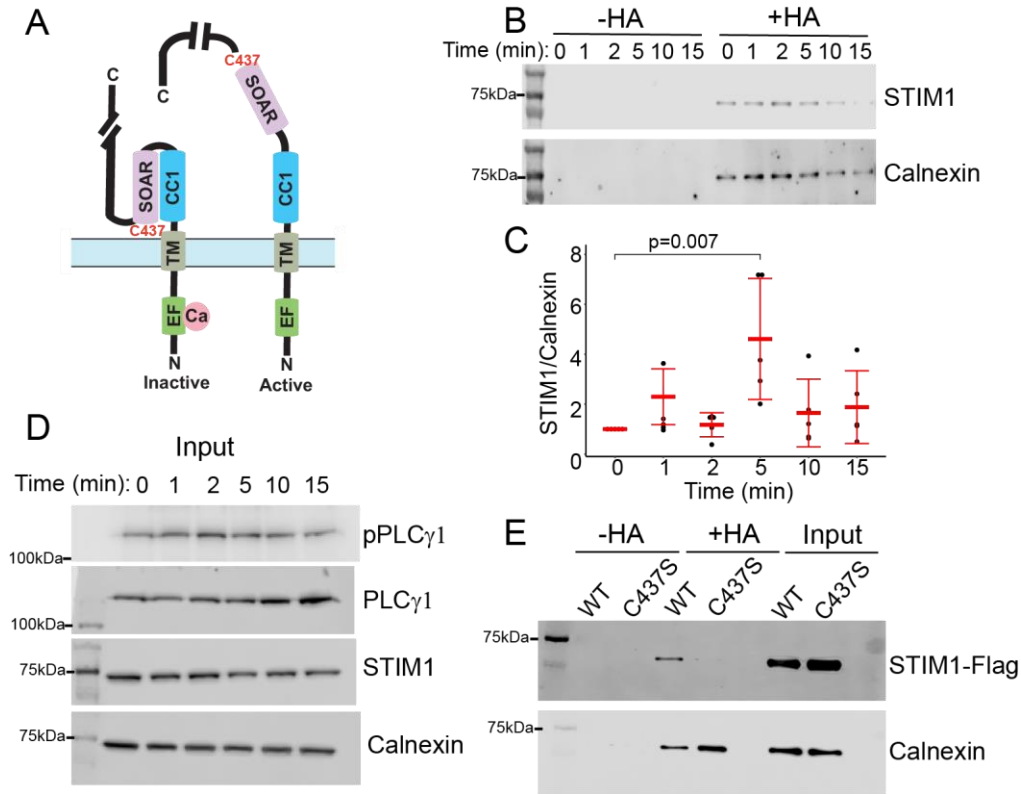 A
C
C437
SOAR
C
SOAR
CC1
CC1
C437
TM
TM
EF
Ca
EF
N
N
Inactive
Active
B
-HA
+HA
Time (min): 0 1 2 5 10 15 0 1 2 5 10 15
75kDa
STIM1
75kDa
Calnexin
C
p=0.007
8
6
4
2
0
STIM1/Calnexin
0 1 2 5 10 15
Time (min)
D
Input
Time (min): 0 1 2 5 10 15
pPLCγ1
100kDa
PLCγ1
100kDa
75kDa
STIM1
75kDa
Calnexin
E
-HA +HA Input
WT C437S WT C437S WT C437S
75kDa
STIM1-Flag
75kDa
Calnexin